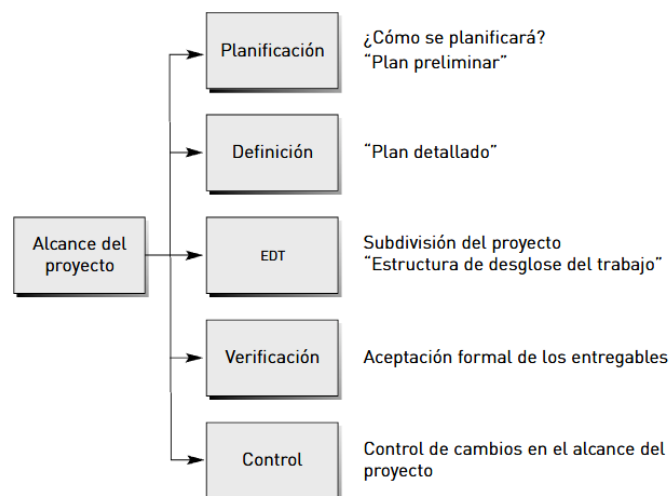 Planificación
¿Cómo se planificará?
“Plan preliminar”
Definición
“Plan detallado”
Alcance del
proyecto
EDT
Subdivisión del proyecto
“Estructura de desglose del trabajo”
Verificación
Aceptación formal de los entregables
Control
Control de cambios en el alcance del
proyecto